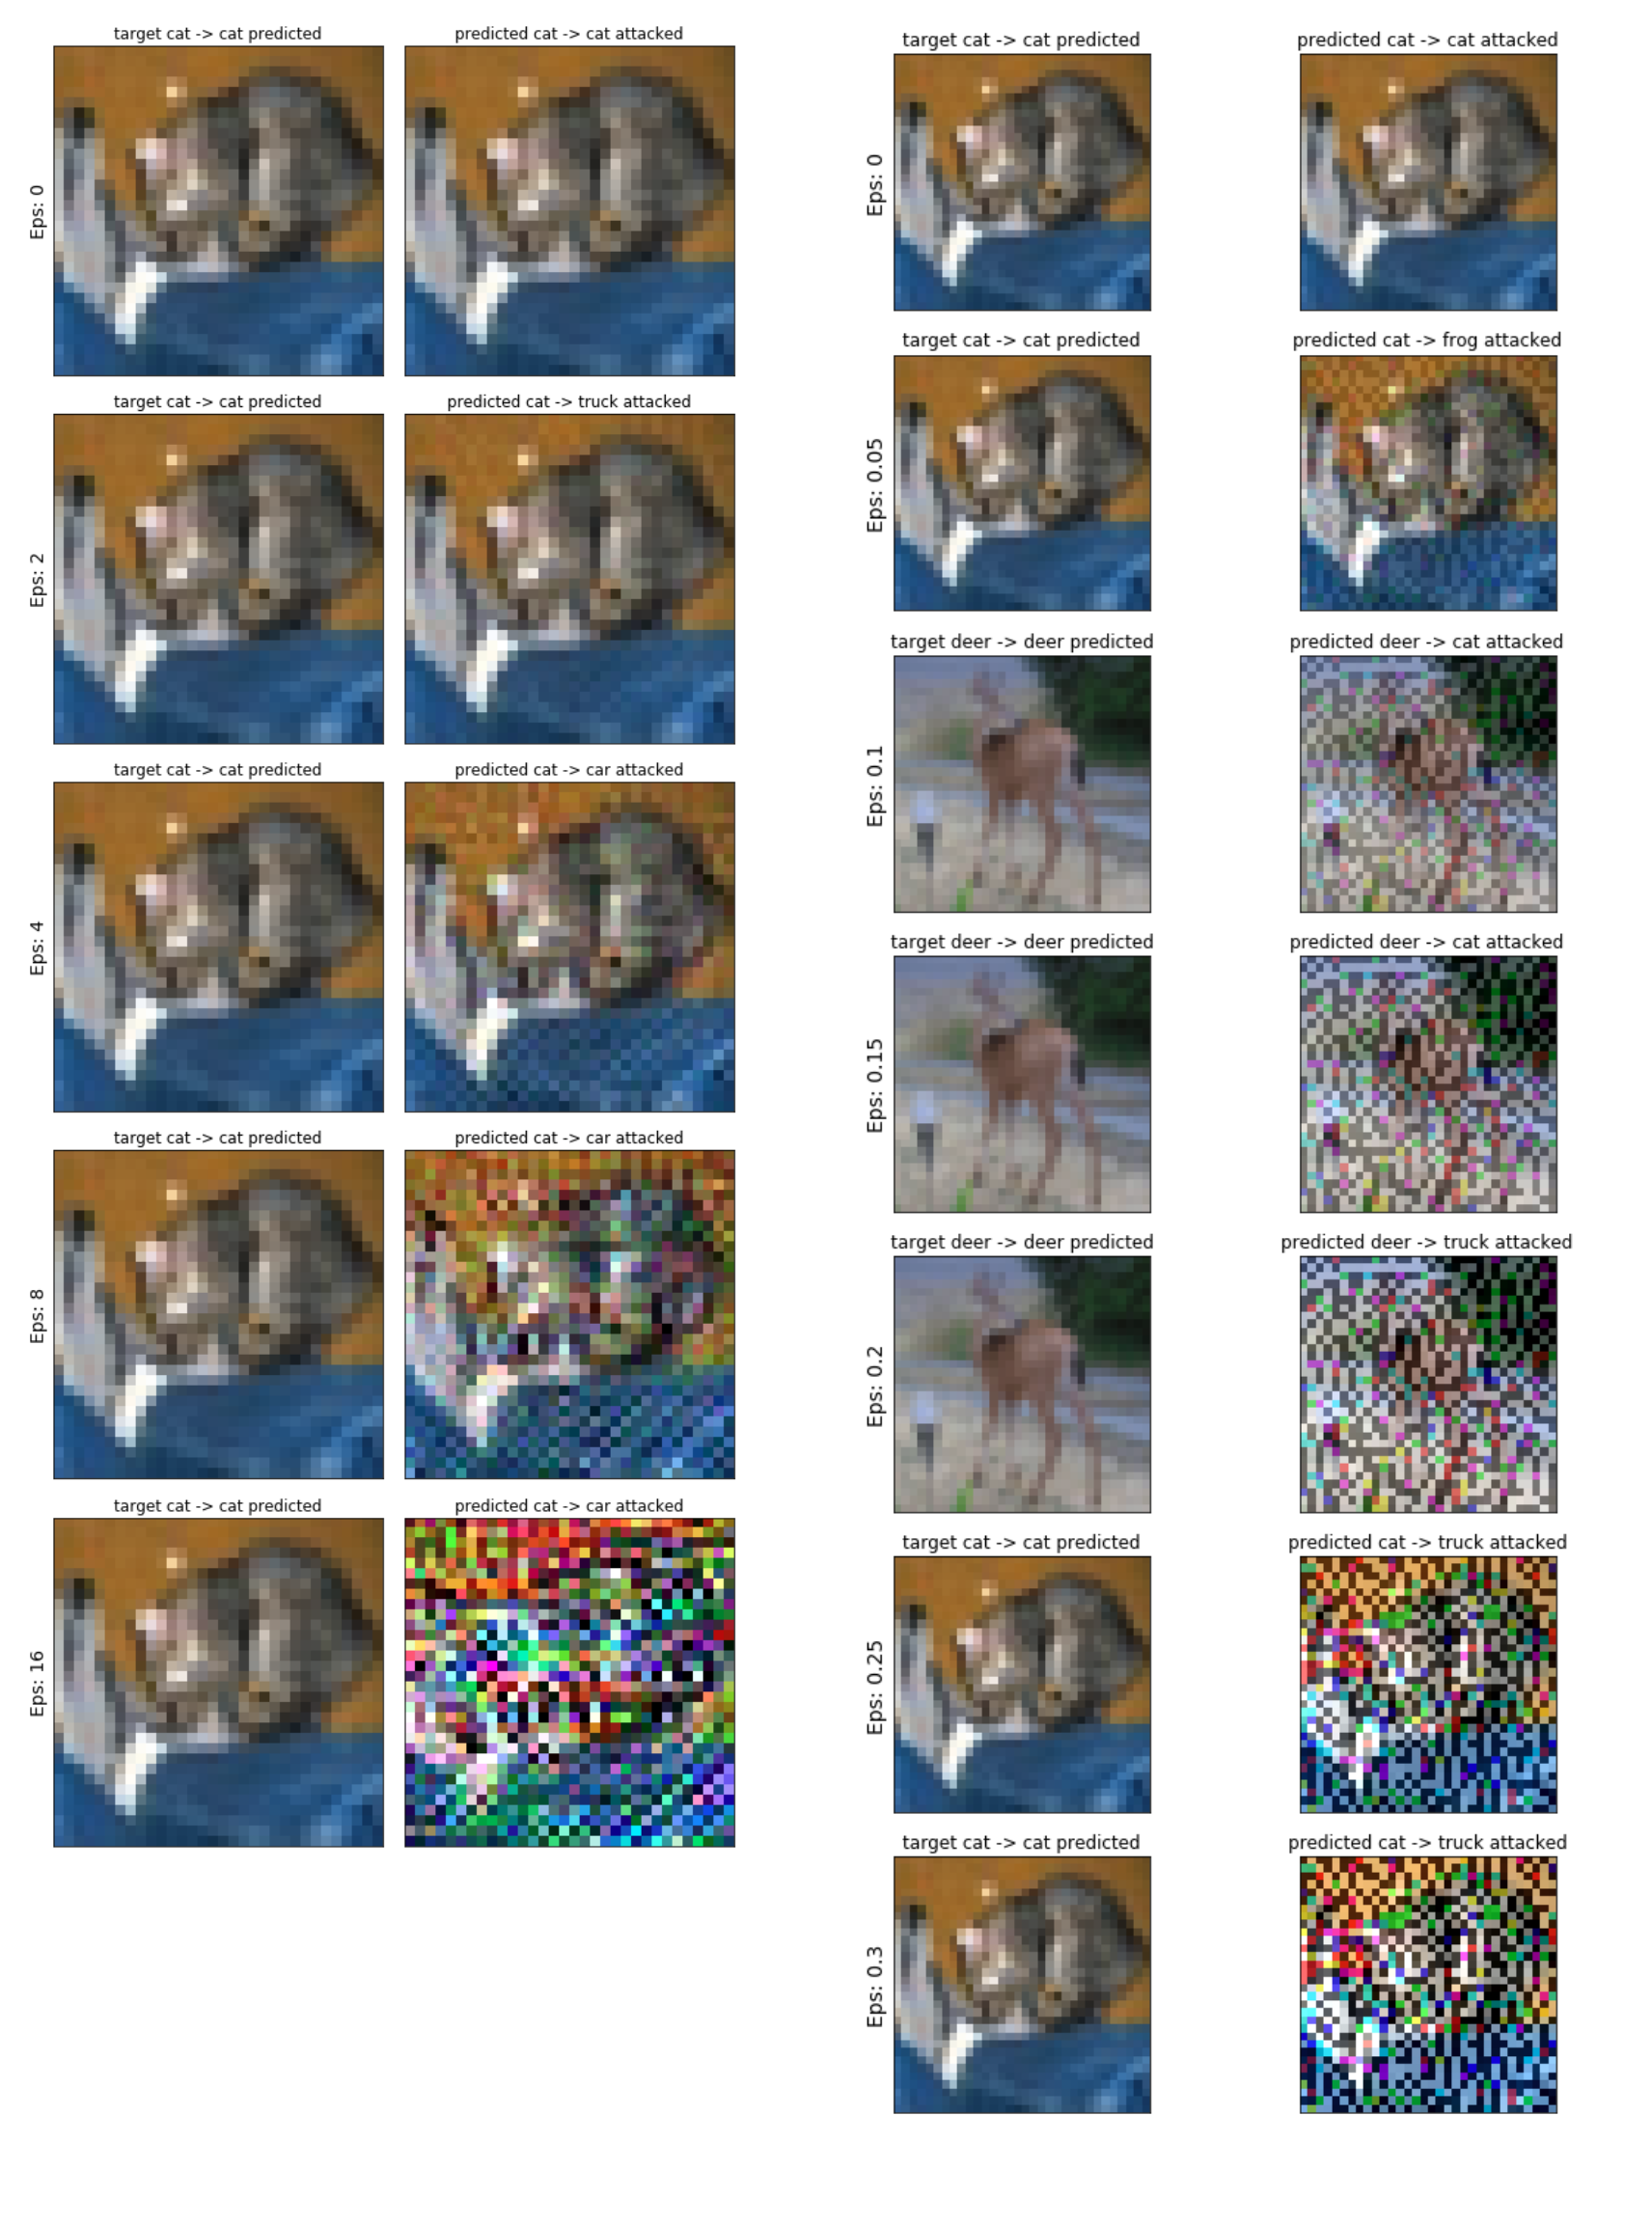 target cat -> cat predicted
predicted cat -> cat attacked
Eps: 0
target cat -> cat predicted
predicted cat -> truck attacked
Eps: 2
target cat -> cat predicted
predicted cat -> car attacked
Eps: 4
target cat -> cat predicted
predicted cat -> car attacked
Eps: 8
target cat -> cat predicted
predicted cat -> car attacked
Eps: 16
target cat -> cat predicted
predicted cat -> cat attacked
Eps: 0
target cat -> cat predicted
predicted cat -> frog attacked
Eps: 0.05
target deer -> deer predicted
predicted deer -> cat attacked
Eps: 0.1
target deer -> deer predicted
predicted deer -> cat attacked
Eps: 0.15
target deer -> deer predicted
predicted deer -> truck attacked
Eps: 0.2
target cat -> cat predicted
predicted cat -> truck attacked
Eps: 0.25
target cat -> cat predicted
predicted cat -> truck attacked
Eps: 0.3